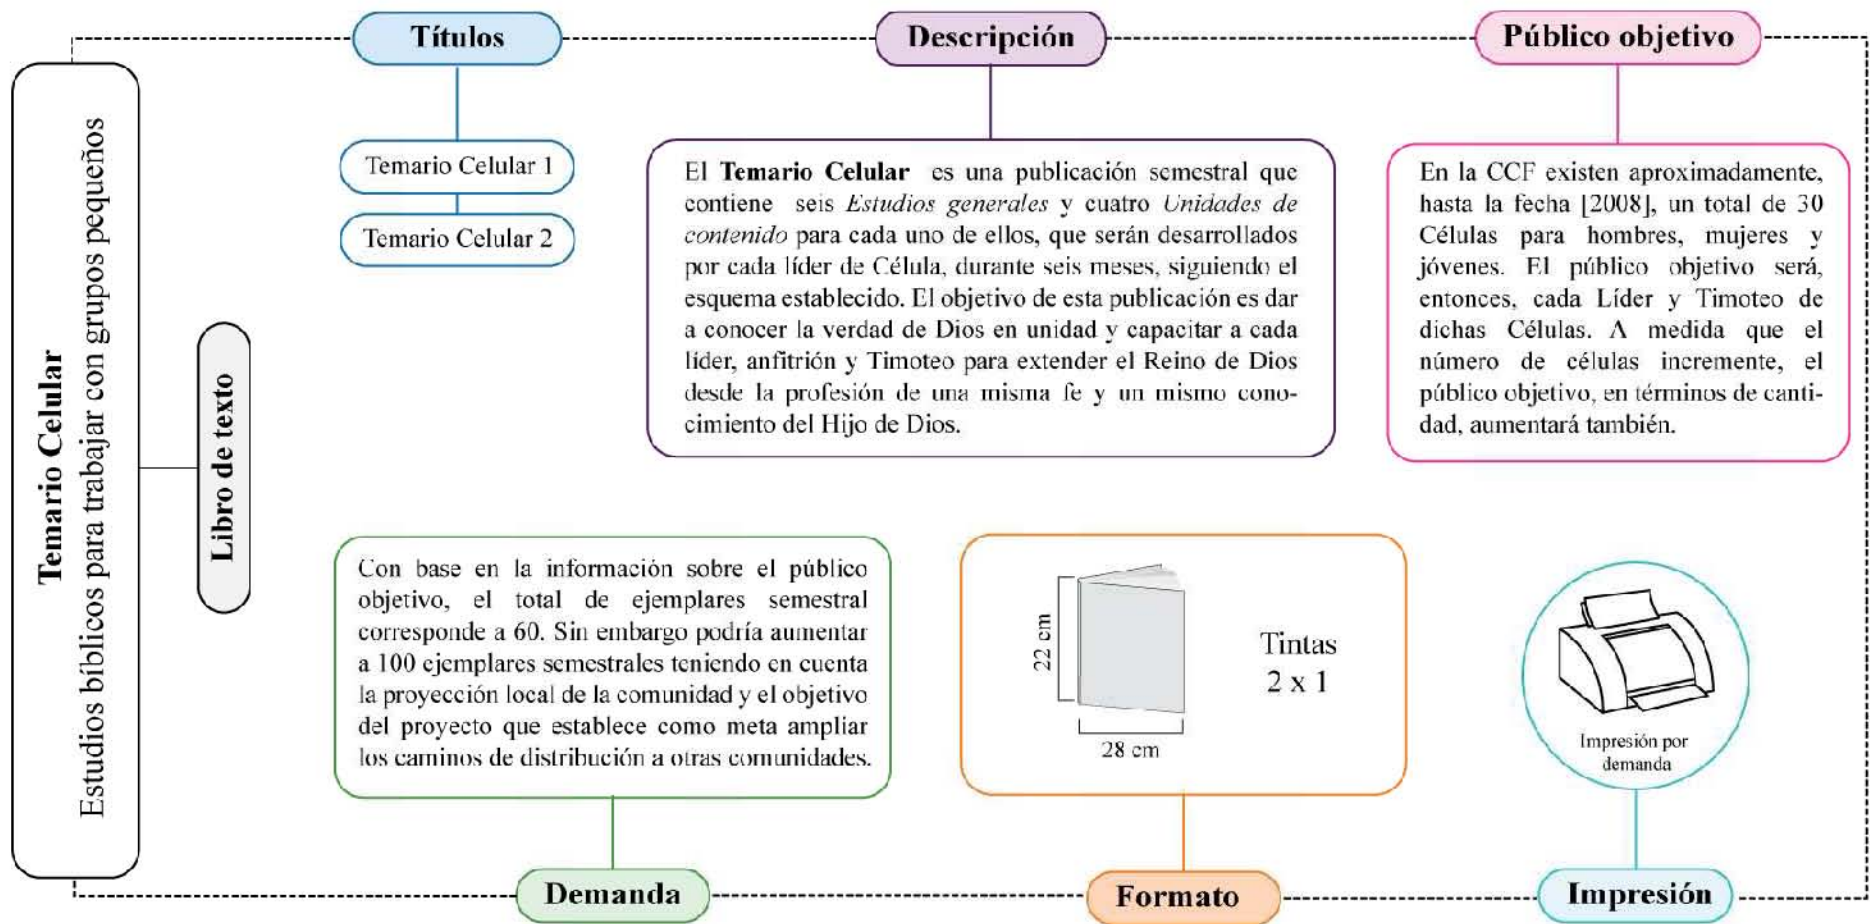 Temario Celular
Estudios bíblicos para trabajar con grupos pequeños
Libro de texto
Títulos
Temario Celular 1
Temario Celular 2
Descripción
El Temario Celular es una publicación semestral que
contiene seis Estudios generales y cuatro Unidades de
contenido para cada uno de ellos, que serán desarrollados
por cada líder de Célula, durante seis meses, siguiendo el
esquema establecido. El objetivo de esta publicación es dar
a conocer la verdad de Dios en unidad y capacitar a cada
líder, anfitrión y Timoteo para extender el Reino de Dios
desde la profesión de una misma fe y un mismo cono-
cimiento del Hijo de Dios.
Público objetivo
En la CCF existen aproximadamente,
hasta la fecha [2008], un total de 30
Células para hombres, mujeres y
jóvenes. El público objetivo será,
entonces, cada Líder y Timoteo de
dichas Células. A medida que el
número de células incremente, el
público objetivo, en términos de canti-
dad, aumentará también.
Con base en la información sobre el público
objetivo, el total de ejemplares semestral
corresponde a 60. Sin embargo podría aumentar
a 100 ejemplares semestrales teniendo en cuenta
la proyección local de la comunidad y el objetivo
del proyecto que establece como meta ampliar
los caminos de distribución a otras comunidades.
Demanda
22 cm
28 cm
Tintas
2 x 1
Formato
Impresión por
demanda
Impresión